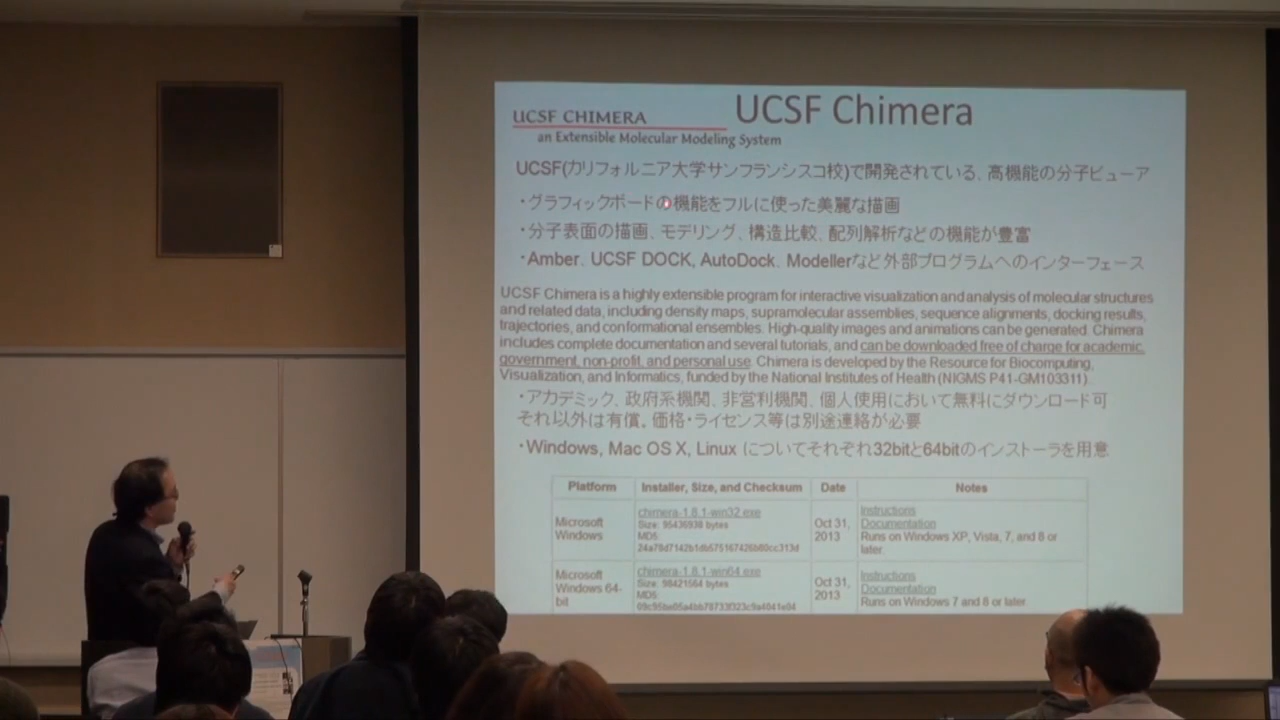 UCSF CHIMERA
an Extensible Molecular Modeling System
UCSF Chimera
UCSF(カリフォルニア大学サンフランシスコ校)で開発されている、高機能の分子ビューア
・グラフィックボードの機能をフルに使った美麗な描画
・分子表面の描画、モデリング、構造比較、配列解析などの機能が豊富
・Amber、UCSF DOCK, AutoDock、Modellerなど外部プログラムへのインターフェース
UCSF Chimera is a highly extensible program for interactive visualization and analysis of molecular structures
and related data, including density maps, supramolecular assemblies, sequence alignments, docking results,
trajectories, and conformational ensembles. High-quality images and animations can be generated. Chimera
includes complete documentation and several tutorials, and can be downloaded free of charge for academic,
government, non-profit, and personal use. Chimera is developed by the Resource for Biocomputing,
Visualization, and Informatics, funded by the National Institutes of Health (NIGMS P41-GM103311).
・アカデミック、政府系機関、非営利機関、個人使用において無料にダウンロード可
それ以外は有償。価格・ライセンス等は別途連絡が必要
・Windows, Mac OS X, Linux についてそれぞれ32bitと64bitのインストーラを用意
Platform Installer, Size, and Checksum Date Notes
Microsoft Windows
chimera-1.8.1-win32.exe
Size: 95436938 bytes
MD5:
Oct 31, 2013
Instructions
Documentation
Runs on Windows XP, Vista, 7, and 8 or
later
Microsoft Windows 64-bit
chimera-1.8.1-win64.exe
Size: 98421564 bytes
MD5:
Oct 31, 2013
Instructions
Documentation
Runs on Windows 7 and 8 or later